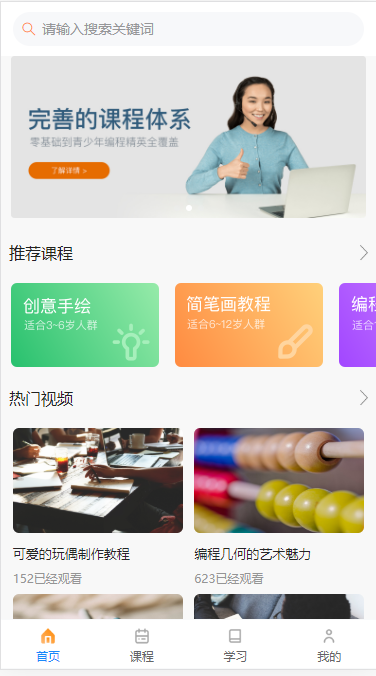 请输入搜索关键词
完善的课程体系
零基础到青少年编程精英全覆盖
了解详情 >
推荐课程
创意手绘
适合3~6岁人群
简笔画教程
适合6~12岁人群
编程
适合
热门视频
可爱的玩偶制作教程
152已经观看
编程几何的艺术魅力
623已经观看
首页
课程
学习
我的